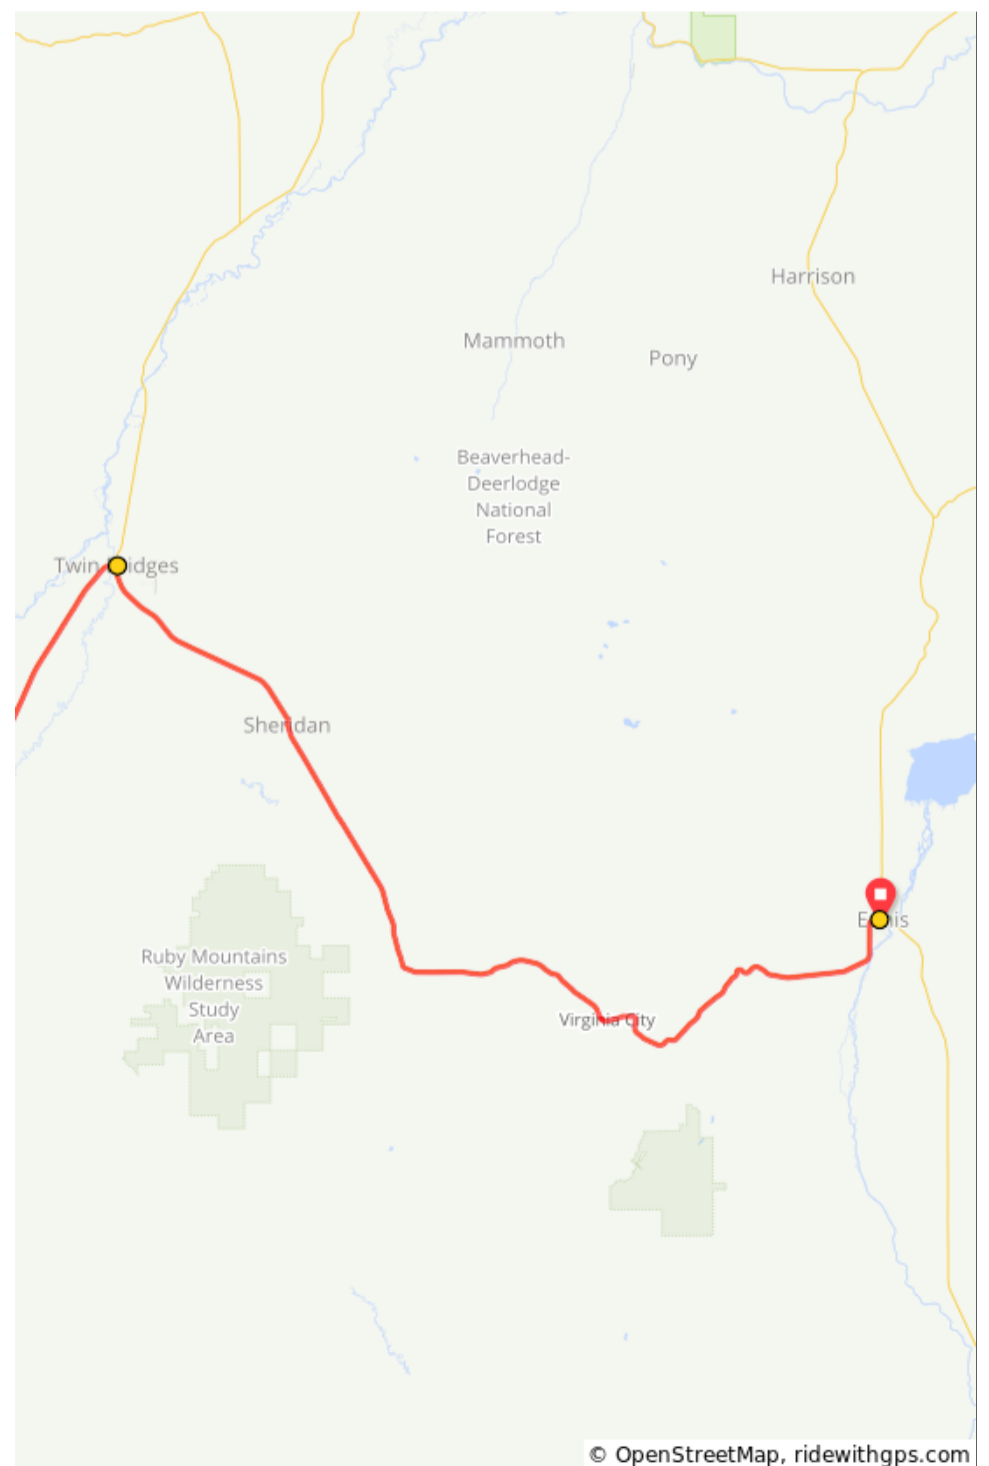 Harrison
Mammoth
Pony
Beaverhead-
Deerlodge
National
Forest
Twin Bridges
Sheridan
Ennis
Ruby Mountains
Wilderness
Study
Area
Virginia City
© OpenStreetMap, ridewithgps.com